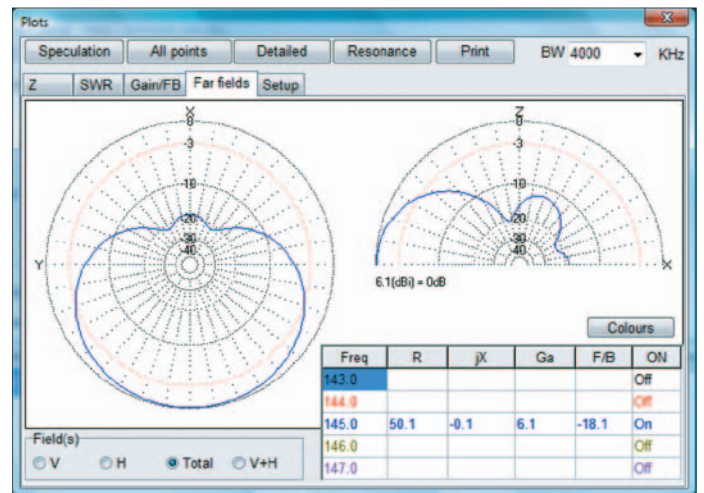 Plots
Speculation All points Detailed Resonance Print BW 4000 KHz
Z SWR Gain/FB Far fields Setup
X
0
-3
-10
-20
-30
-40
Y
Z
0
-3
-10
-20
-30
-40
X
6.1(dBi) = 0dB
Colours
Freq R jX Ga F/B ON
143.0 Off
144.0 Off
145.0 50.1 -0.1 6.1 -18.1 On
146.0 Off
147.0 Off
Field(s)
V H Total V+H